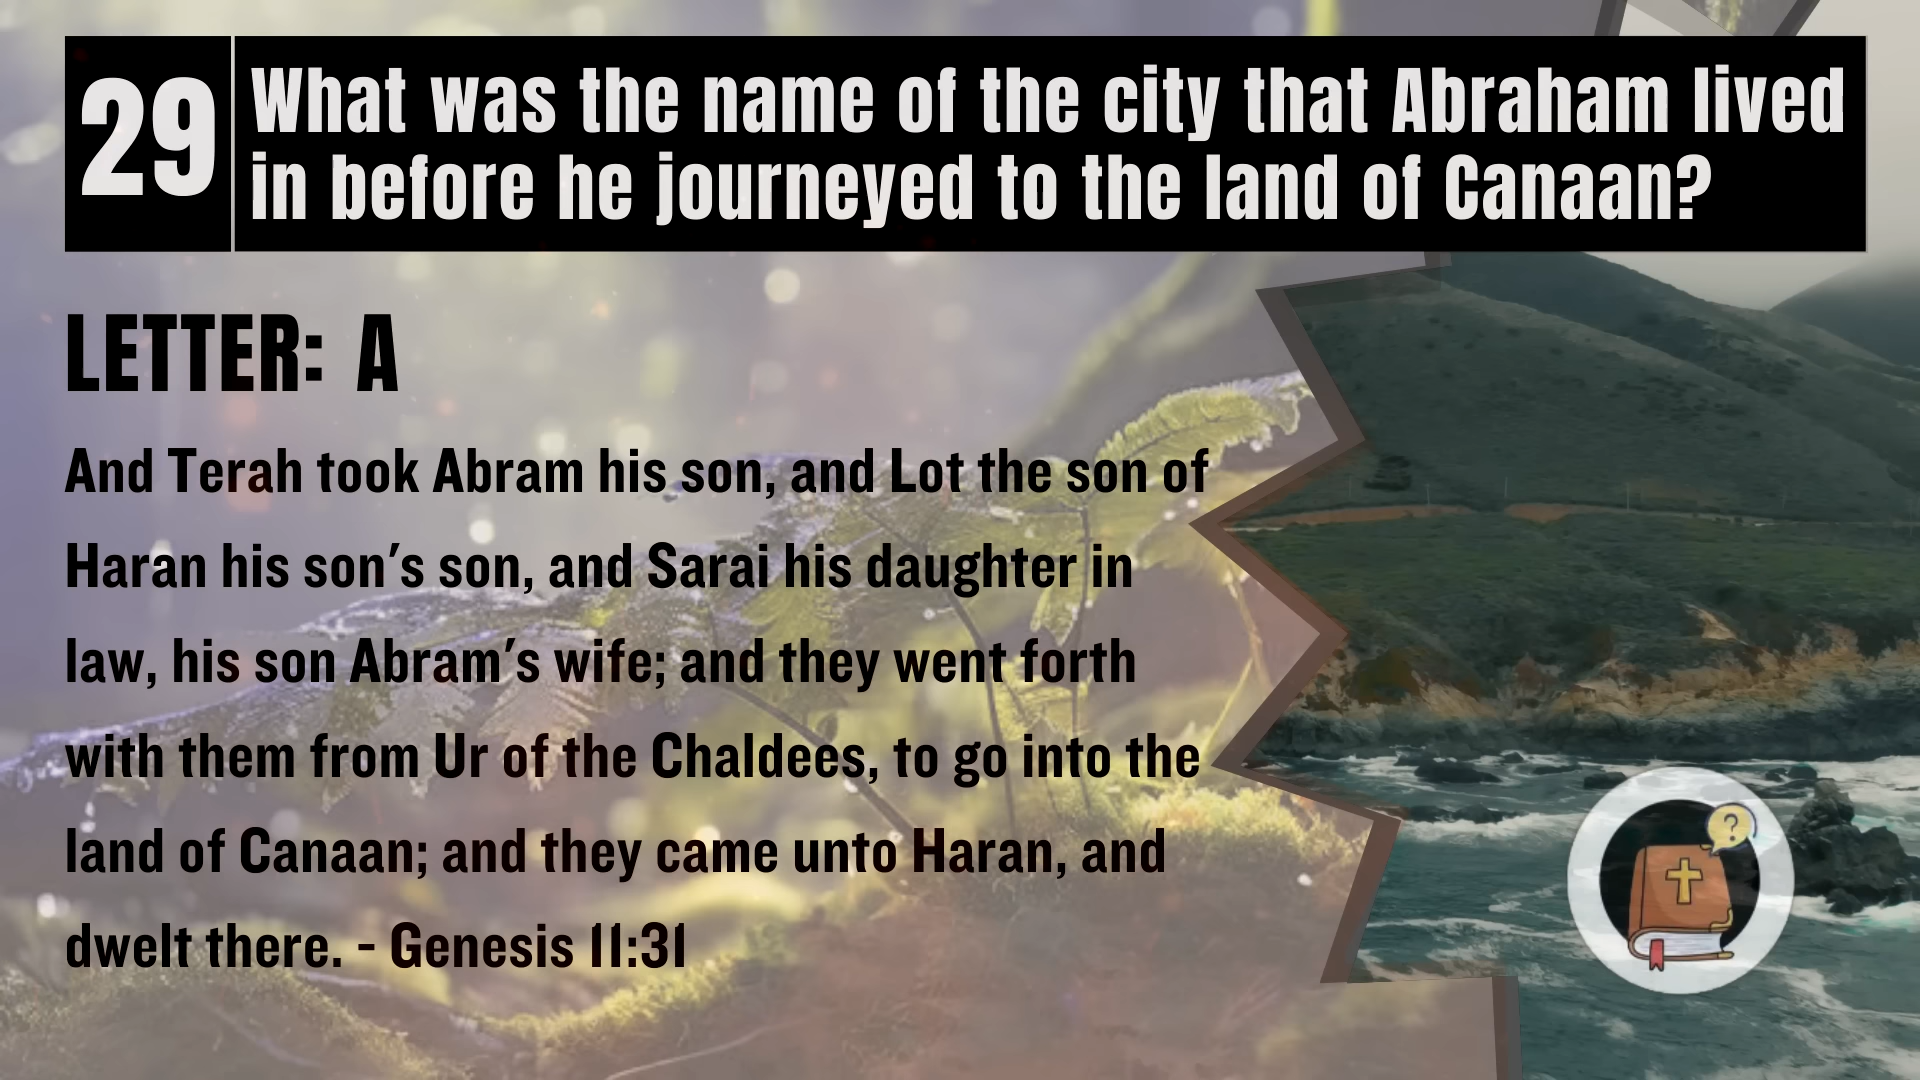 29
What was the name of the city that Abraham lived
in before he journeyed to the land of Canaan?
LETTER: A
And Terah took Abram his son, and Lot the son of
Haran his son's son, and Sarai his daughter in
law, his son Abram's wife; and they went forth
with them from Ur of the Chaldees, to go into the
land of Canaan; and they came unto Haran, and
dwelt there. - Genesis 11:31
?